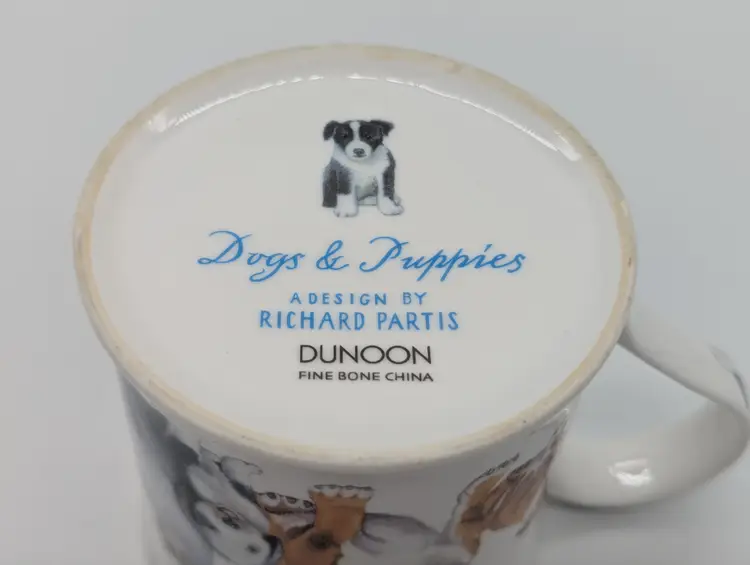 Dogs & Puppies
A DESIGN BY
RICHARD PARTIS
DUNOON
FINE BONE CHINA